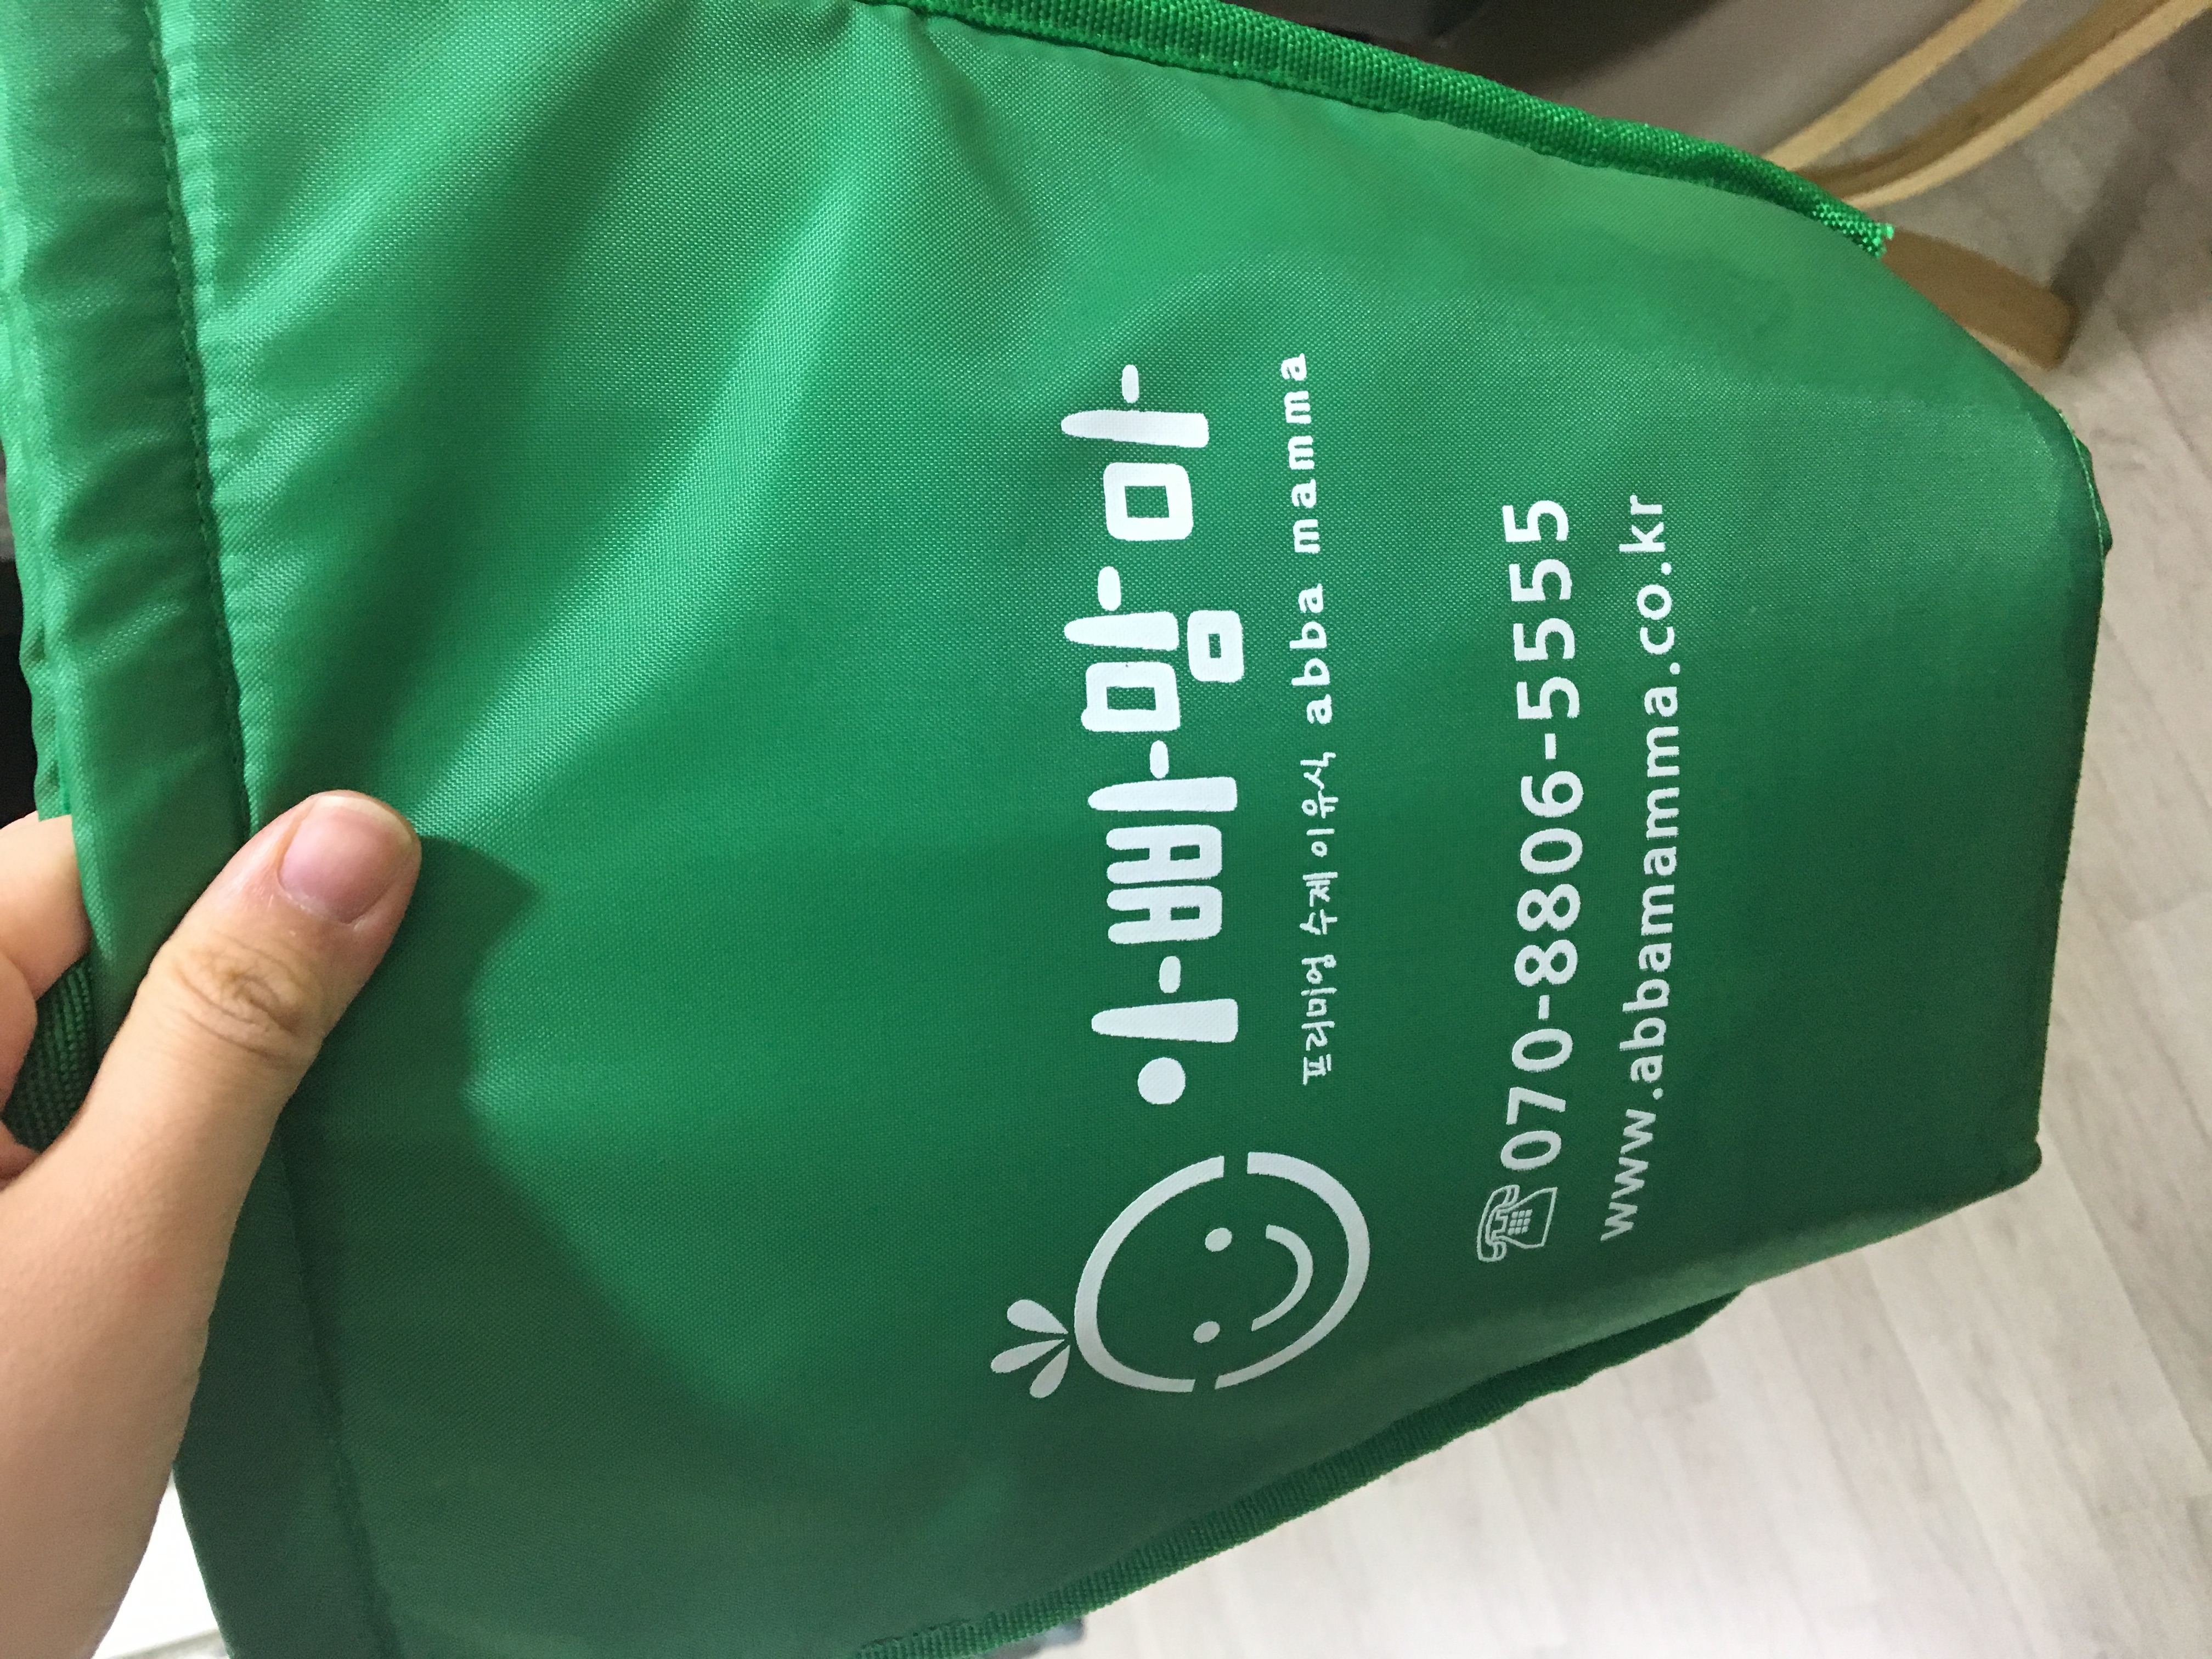 아빠맘마
프리미엄 수제 이유식 abba mamma
070-8806-5555
www.abbamamma.co.kr